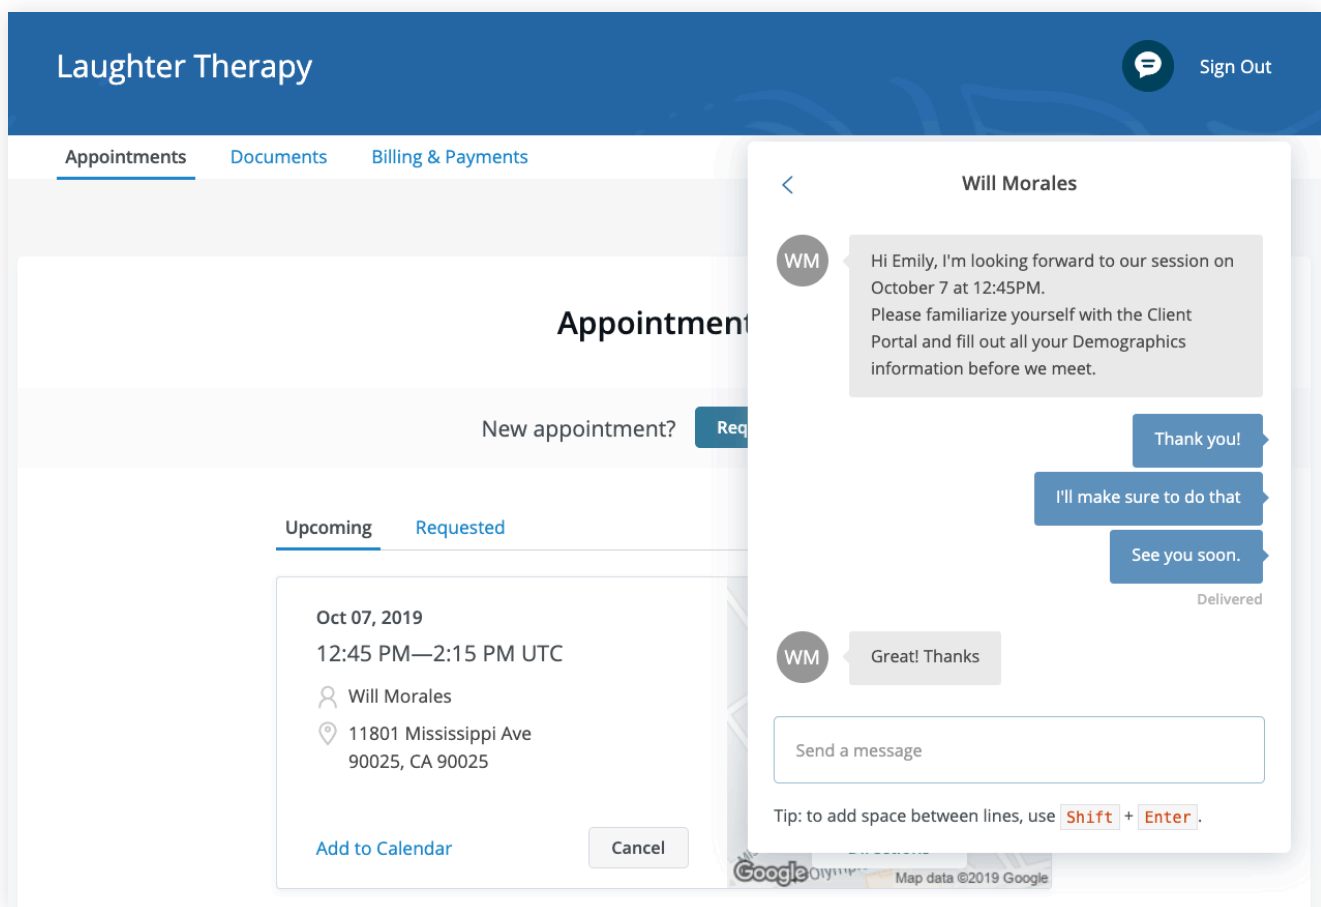 Laughter Therapy
Sign Out
Appointments
Documents
Billing & Payments
Appointment
New appointment?
Req
Upcoming
Requested
Oct 07, 2019
12:45 PM—2:15 PM UTC
Will Morales
11801 Mississippi Ave
90025, CA 90025
Add to Calendar
Cancel
Google
Map data ©2019 Google
Will Morales
WM
Hi Emily, I'm looking forward to our session on
October 7 at 12:45PM.
Please familiarize yourself with the Client
Portal and fill out all your Demographics
information before we meet.
Thank you!
I'll make sure to do that
See you soon.
Delivered
WM
Great! Thanks
Send a message
Tip: to add space between lines, use Shift + Enter.